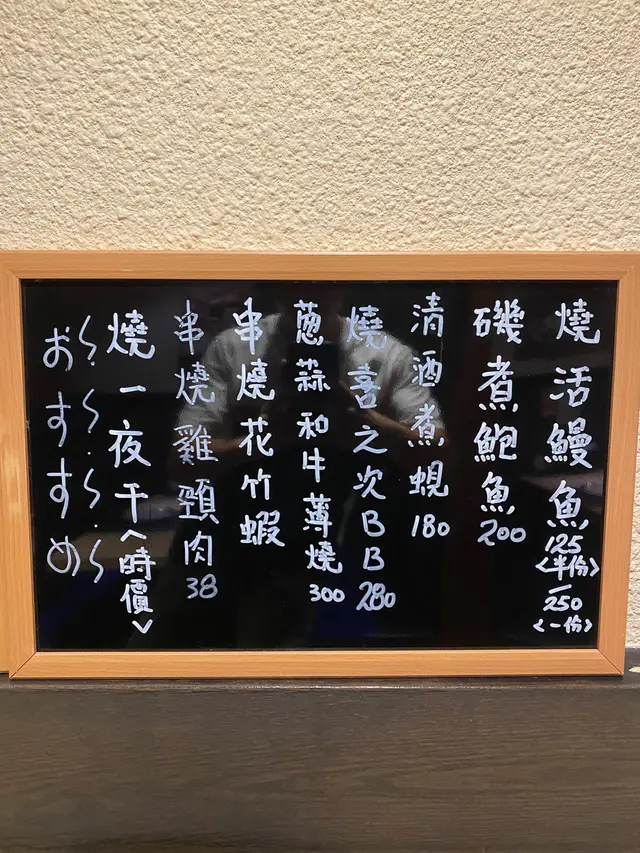 燒活鰻魚 125 <半份> 250 <一份>
磯煮鮑魚 200
清酒煮蜆 180
燒喜之次BB 280
蔥蒜和牛薄燒 300
串燒花竹蝦
串燒雞頸肉 38
燒一夜干<時價>
おすすめ